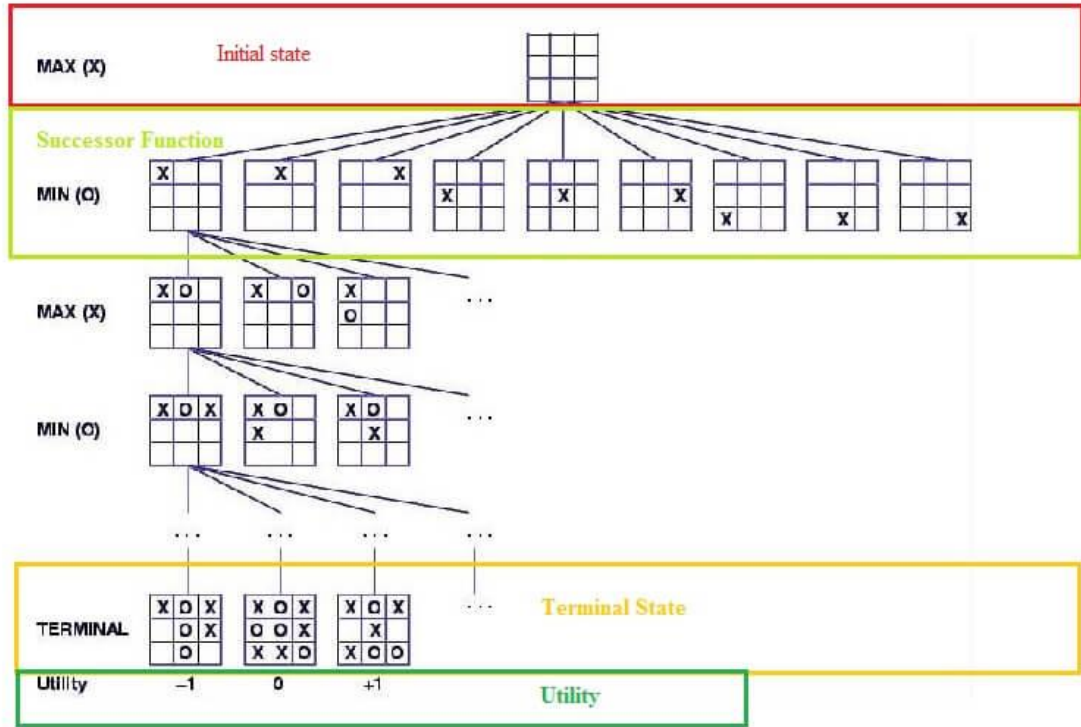 Initial state
MAX (X)
Successor Function
X X X X X X X X X
MIN (O)
X O X O X
MAX (X)
O
...
X O X X O X O
MIN (O)
X X
...
... ... ... ...
X O X X O X X O X
...
Terminal State
TERMINAL
O X O O X X
O X X O X O O
Utility -1 0 +1
Utility